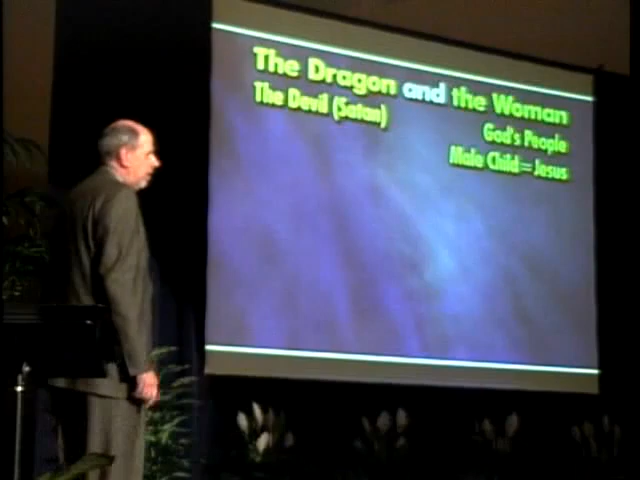 The Dragon and the Woman
The Devil (Satan)
God's People
Male Child=Jesus